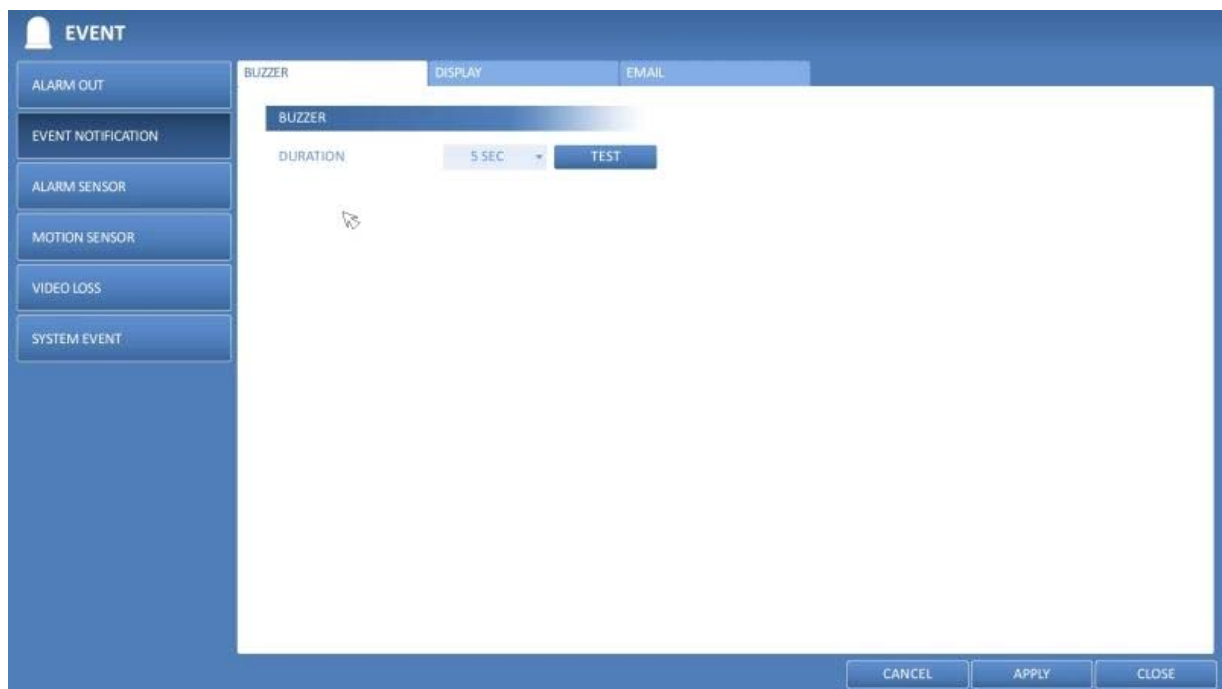 EVENT
ALARM OUT
EVENT NOTIFICATION
ALARM SENSOR
MOTION SENSOR
VIDEO LOSS
SYSTEM EVENT
BUZZER DISPLAY EMAIL
BUZZER
DURATION 5 SEC TEST
CANCEL APPLY CLOSE